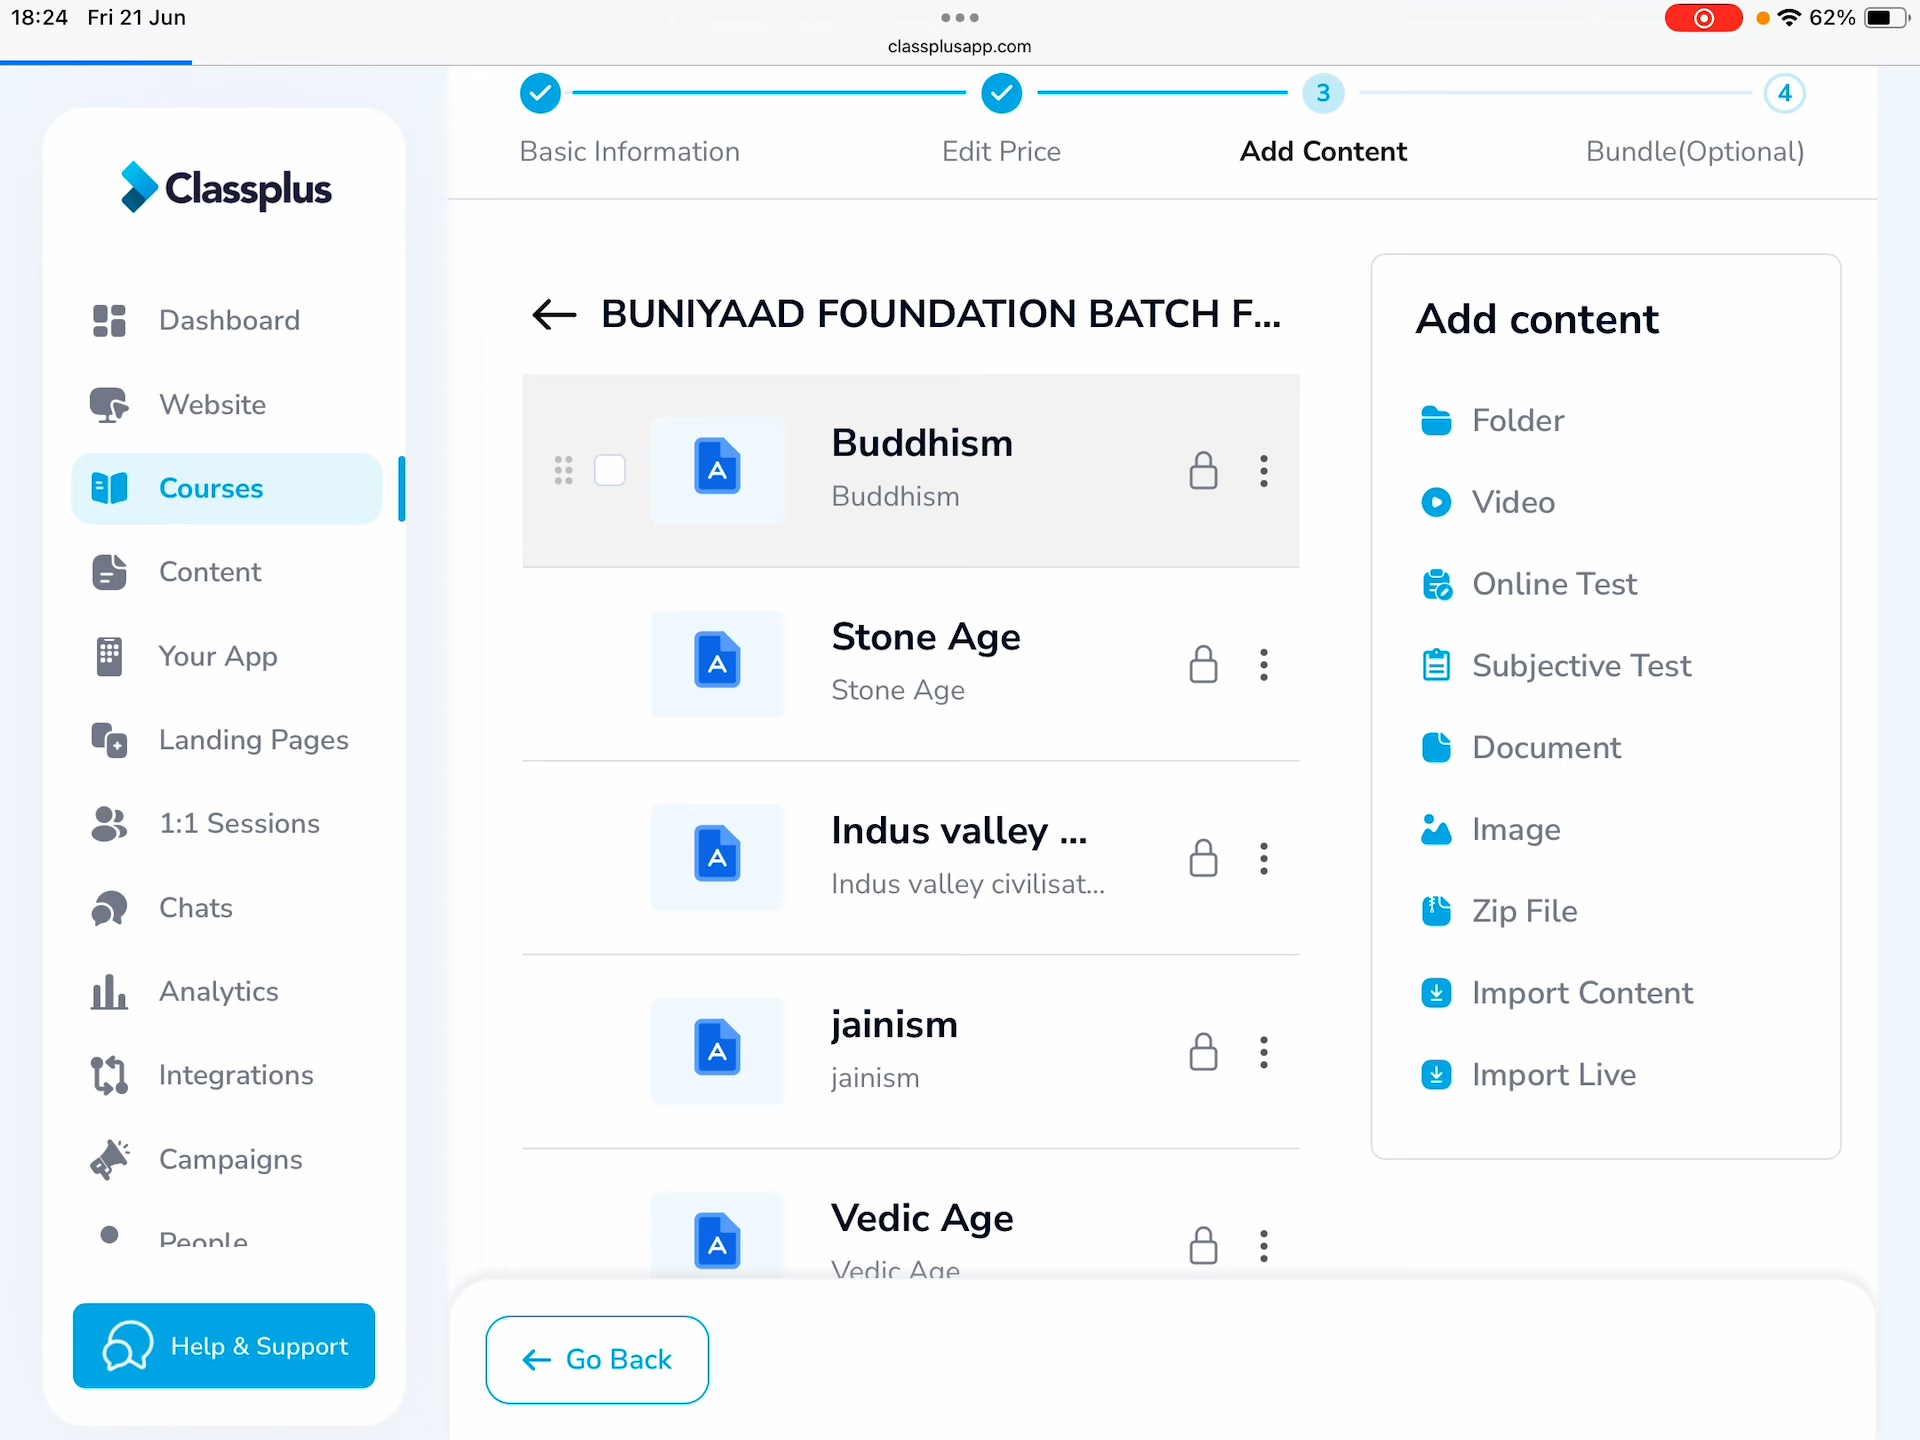 18:24 Fri 21 Jun
62%
classplusapp.com
3
4
Basic Information
Edit Price
Add Content
Bundle(Optional)
Classplus
Dashboard
Website
Courses
Content
Your App
Landing Pages
1:1 Sessions
Chats
Analytics
Integrations
Campaigns
People
Help & Support
BUNIYAAD FOUNDATION BATCH F...
Buddhism
Buddhism
Stone Age
Stone Age
Indus valley ...
Indus valley civilisat...
jainism
jainism
Vedic Age
Vedic Age
Go Back
Add content
Folder
Video
Online Test
Subjective Test
Document
Image
Zip File
Import Content
Import Live